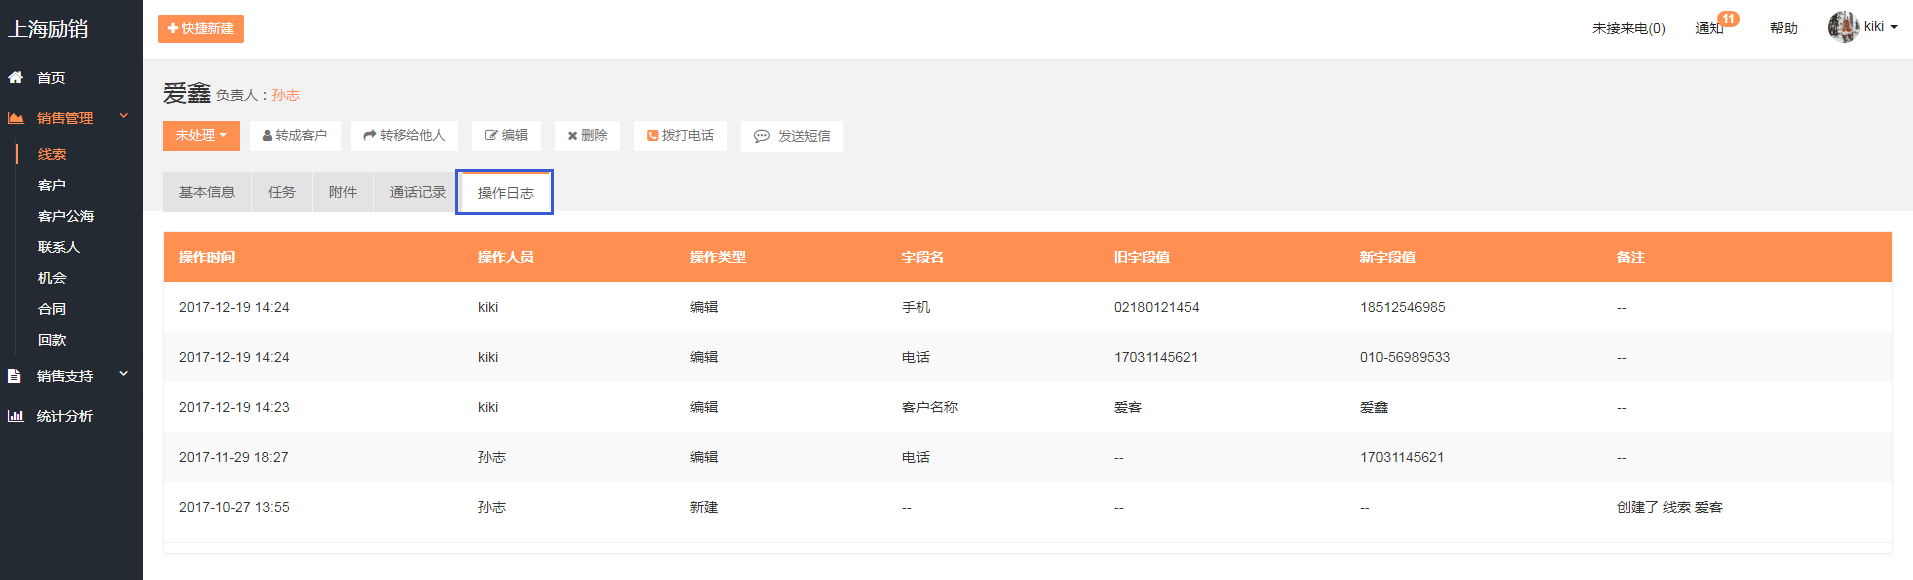 上海励销
快捷新建
未接来电(0) 通知 11 帮助 kiki
首页
销售管理
线索
客户
客户公海
联系人
机会
合同
回款
销售支持
统计分析
爱鑫 负责人：孙志
未处理 转成客户 转移给他人 编辑 删除 拨打电话 发送短信
基本信息 任务 附件 通话记录 操作日志
操作时间 操作人员 操作类型 字段名 旧字段值 新字段值 备注
2017-12-19 14:24 kiki 编辑 手机 02180121454 18512546985 --
2017-12-19 14:24 kiki 编辑 电话 17031145621 010-56989533 --
2017-12-19 14:23 kiki 编辑 客户名称 爱客 爱鑫 --
2017-11-29 18:27 孙志 编辑 电话 -- 17031145621 --
2017-10-27 13:55 孙志 新建 -- -- -- 创建了 线索 爱客